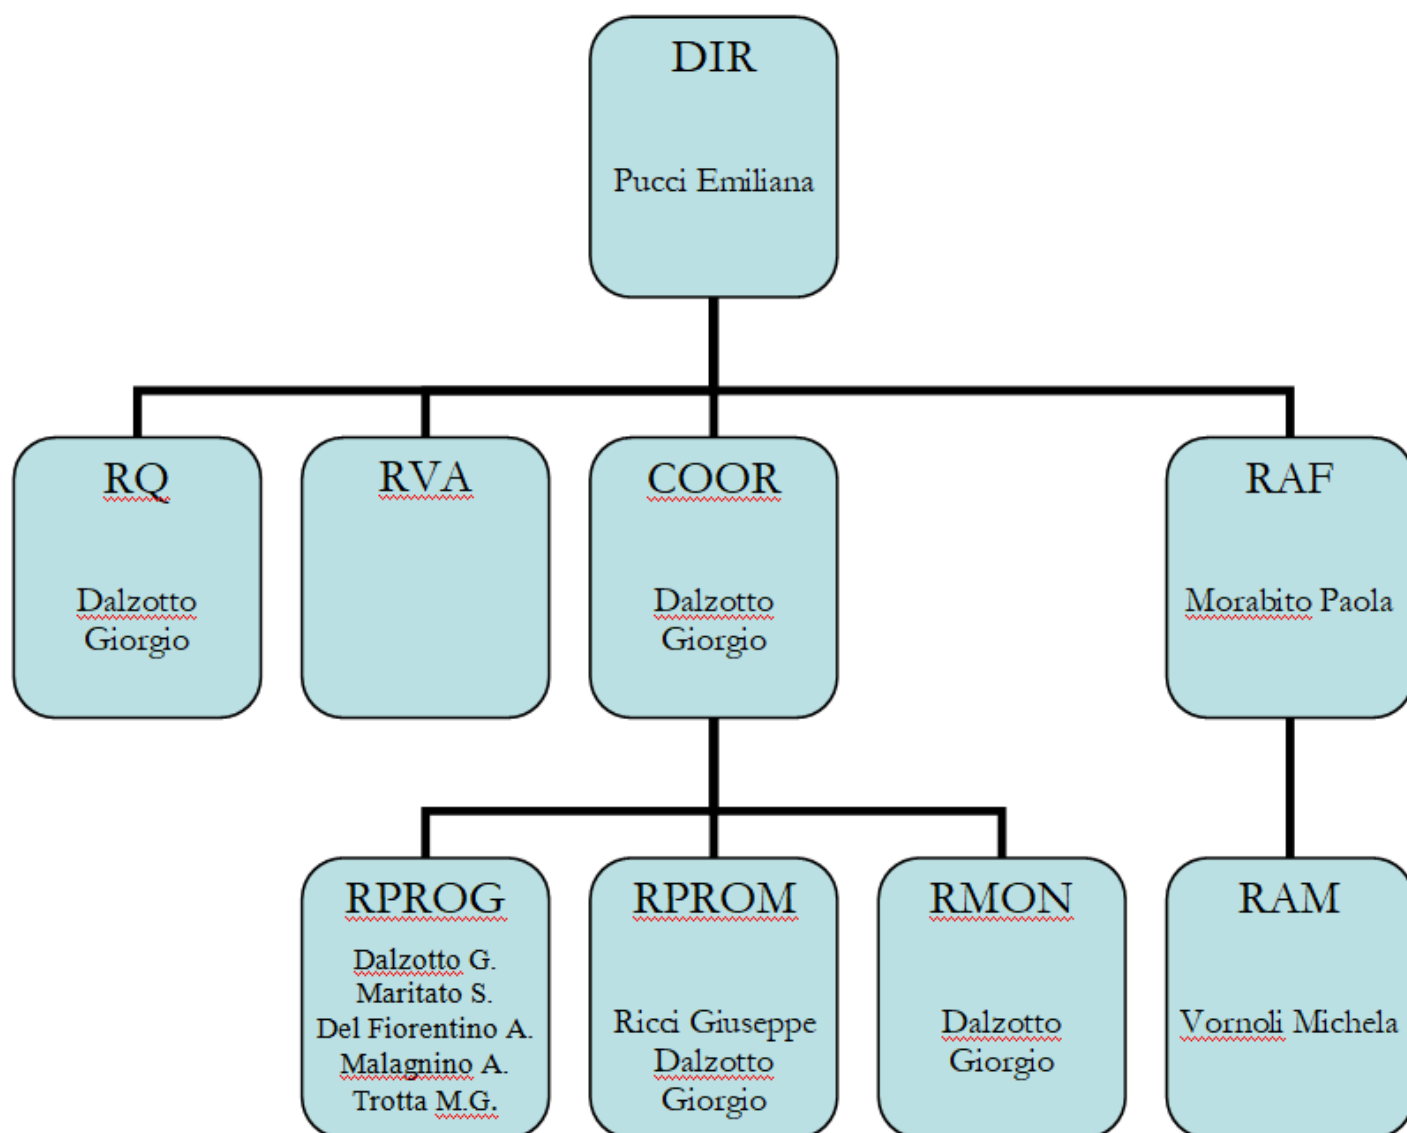 DIR
Pucci Emiliana
RQ
Dalzotto
Giorgio
RVA
COOR
Dalzotto
Giorgio
RAF
Morabito Paola
RPROG
Dalzotto G.
Maritato S.
Del Fiorentino A.
Malagnino A.
Trotta M.G.
RPROM
Ricci Giuseppe
Dalzotto
Giorgio
RMON
Dalzotto
Giorgio
RAM
Vornoli Michela